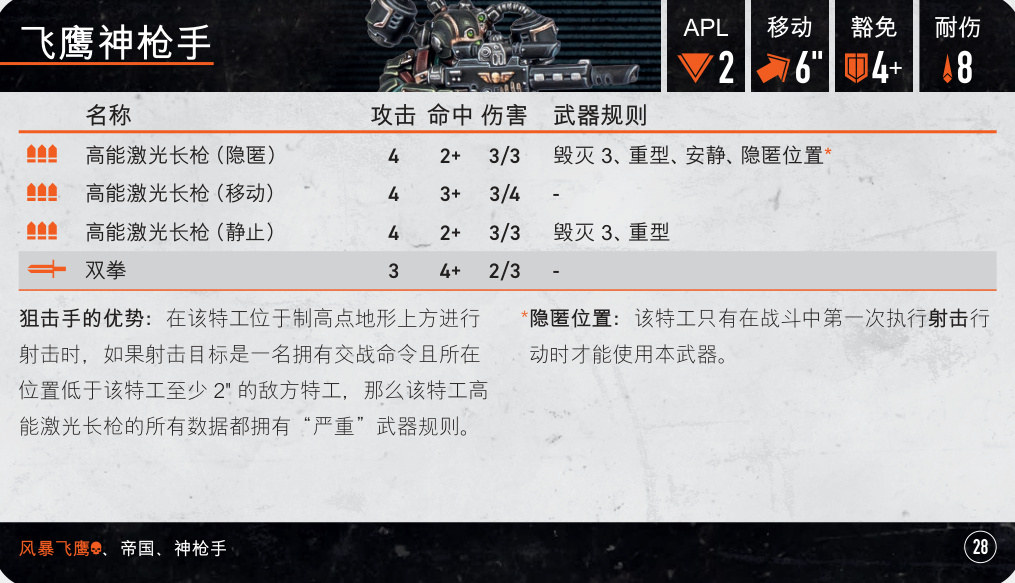 飞鹰神枪手
APL 移动 豁免 耐伤
2 6" 4+ 8
名称 攻击 命中 伤害 武器规则
高能激光长枪（隐匿） 4 2+ 3/3 毁灭 3、重型、安静、隐匿位置*
高能激光长枪（移动） 4 3+ 3/4 -
高能激光长枪（静止） 4 2+ 3/3 毁灭 3、重型
双拳 3 4+ 2/3 -
狙击手的优势：在该特工位于制高点地形上方进行
射击时，如果射击目标是一名拥有交战命令且所在
位置低于该特工至少 2" 的敌方特工，那么该特工高
能激光长枪的所有数据都拥有“严重”武器规则。
*隐匿位置：该特工只有在战斗中第一次执行射击行
动时才能使用本武器。
风暴飞鹰、帝国、神枪手
28